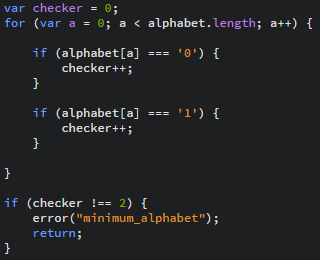 var checker = 0;
for (var a = 0; a < alphabet.length; a++) {
if (alphabet[a] === '0') {
checker++;
}
if (alphabet[a] === '1') {
checker++;
}
}
if (checker !== 2) {
error("minimum_alphabet");
return;
}